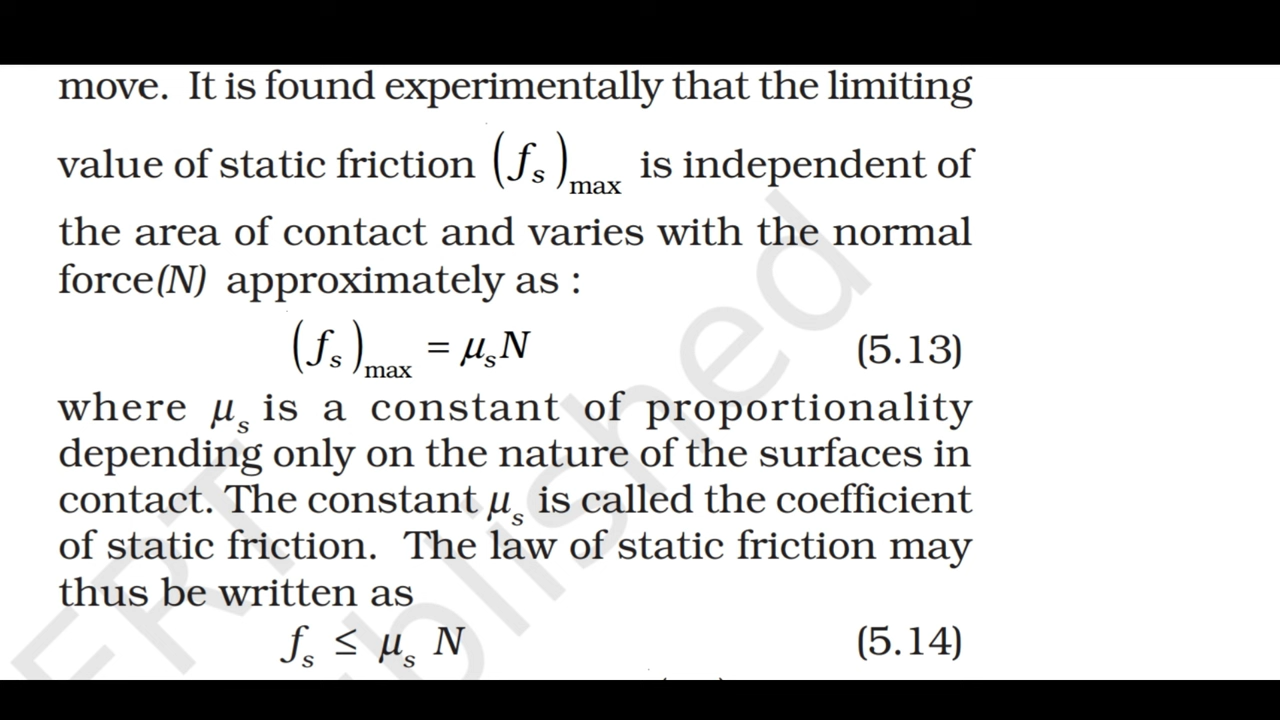 move. It is found experimentally that the limiting
value of static friction (fₛ)max is independent of
the area of contact and varies with the normal
force(N) approximately as :
(fₛ)max = μₛN (5.13)
where μₛ is a constant of proportionality
depending only on the nature of the surfaces in
contact. The constant μₛ is called the coefficient
of static friction. The law of static friction may
thus be written as
fₛ ≤ μₛ N (5.14)